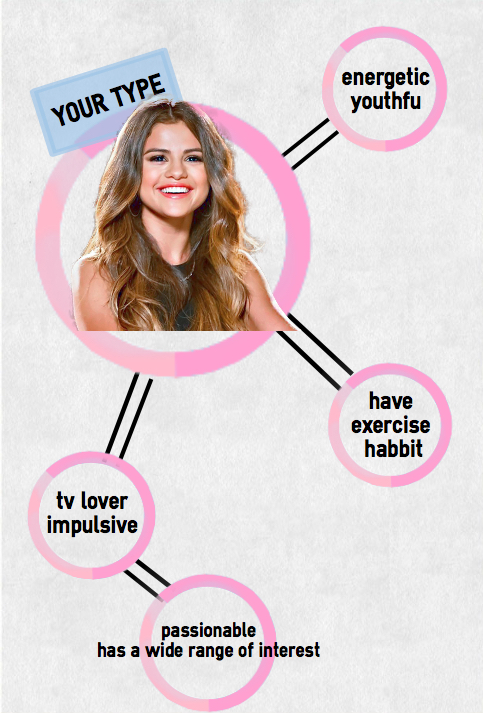 YOUR TYPE
energetic
youthfu
have
exercise
habbit
tv lover
impulsive
passionable
has a wide range of interest